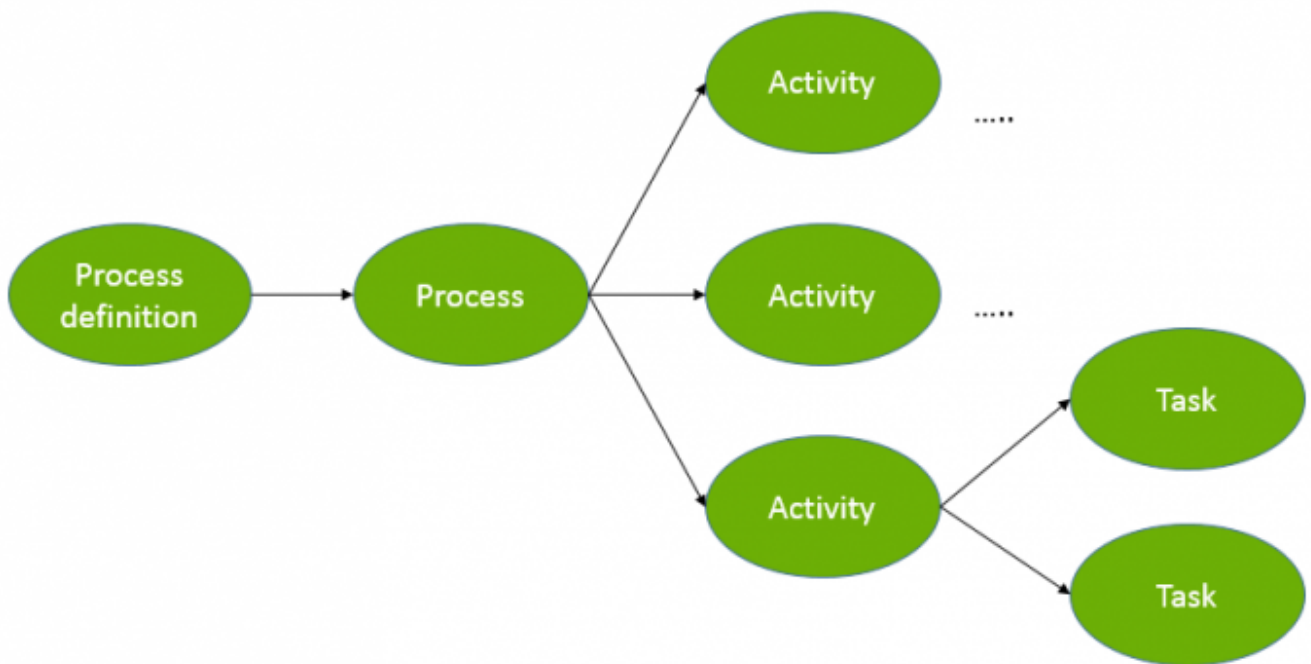 Activity
.....
Process
definition
Process
Activity
.....
Task
Activity
Task